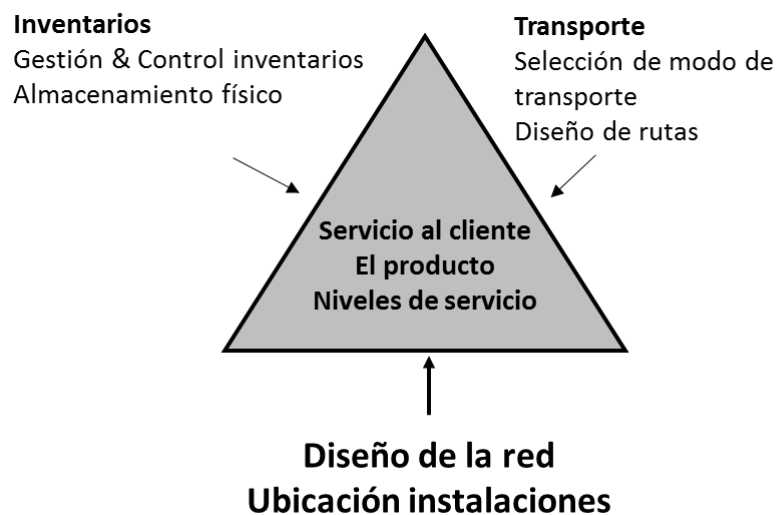 Inventarios
Gestión & Control inventarios
Almacenamiento físico
Transporte
Selección de modo de
transporte
Diseño de rutas
Servicio al cliente
El producto
Niveles de servicio
Diseño de la red
Ubicación instalaciones